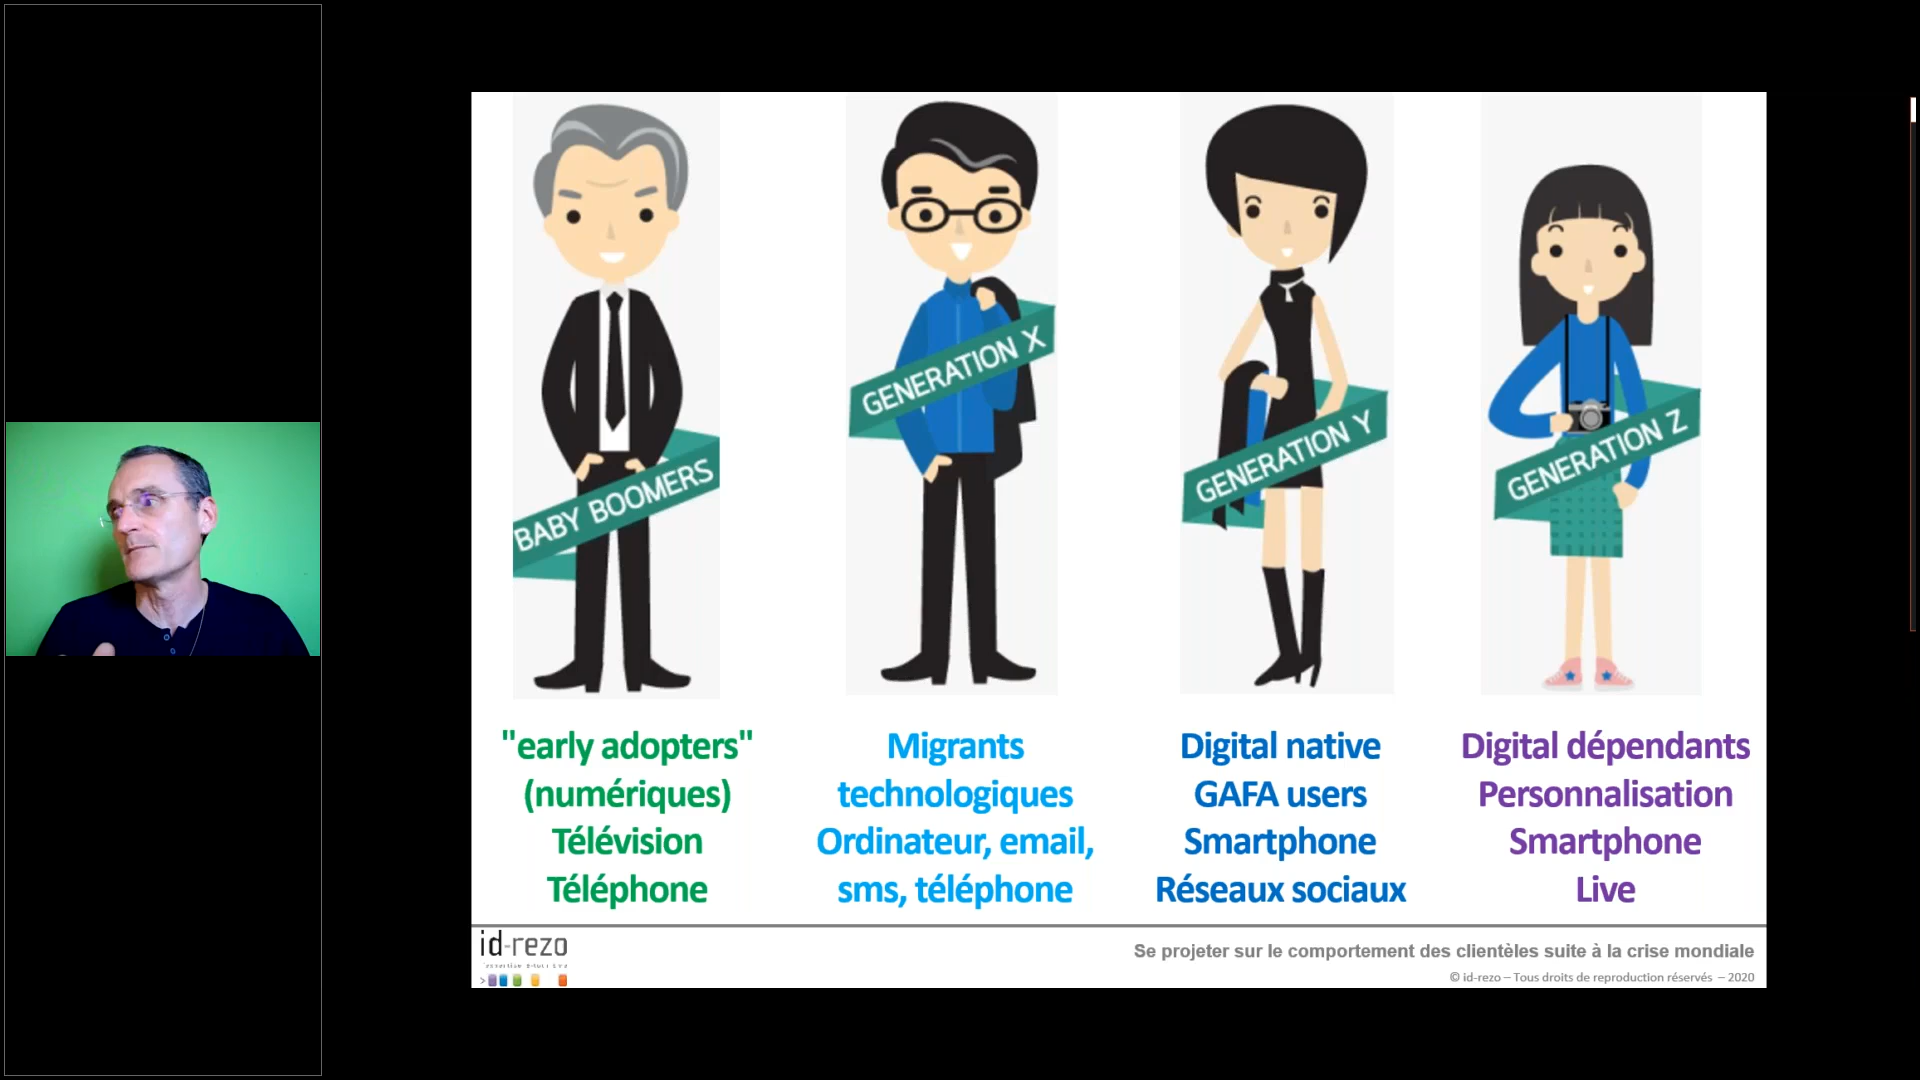 BABY BOOMERS
GENERATION X
GENERATION Y
GENERATION Z
"early adopters"
(numériques)
Télévision
Téléphone
Migrants
technologiques
Ordinateur, email,
sms, téléphone
Digital native
GAFA users
Smartphone
Réseaux sociaux
Digital dépendants
Personnalisation
Smartphone
Live
id-rezo
Se projeter sur le comportement des clientèles suite à la crise mondiale
© id-rezo – Tous droits de reproduction réservés – 2020